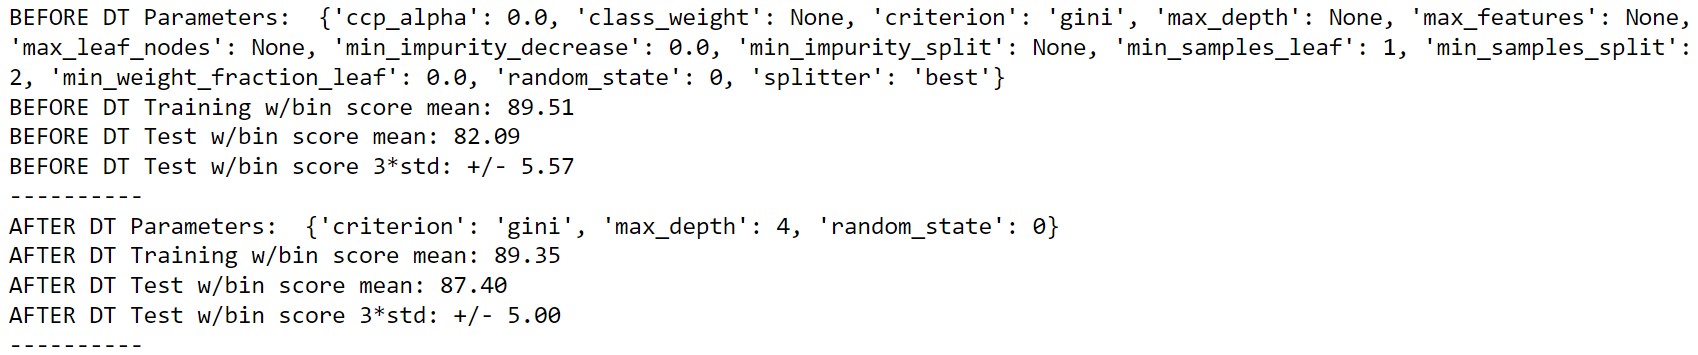 BEFORE DT Parameters:  {'ccp_alpha': 0.0, 'class_weight': None, 'criterion': 'gini', 'max_depth': None, 'max_features': None,
'max_leaf_nodes': None, 'min_impurity_decrease': 0.0, 'min_impurity_split': None, 'min_samples_leaf': 1, 'min_samples_split':
2, 'min_weight_fraction_leaf': 0.0, 'random_state': 0, 'splitter': 'best'}
BEFORE DT Training w/bin score mean: 89.51
BEFORE DT Test w/bin score mean: 82.09
BEFORE DT Test w/bin score 3*std: +/- 5.57
----------
AFTER DT Parameters:  {'criterion': 'gini', 'max_depth': 4, 'random_state': 0}
AFTER DT Training w/bin score mean: 89.35
AFTER DT Test w/bin score mean: 87.40
AFTER DT Test w/bin score 3*std: +/- 5.00
----------